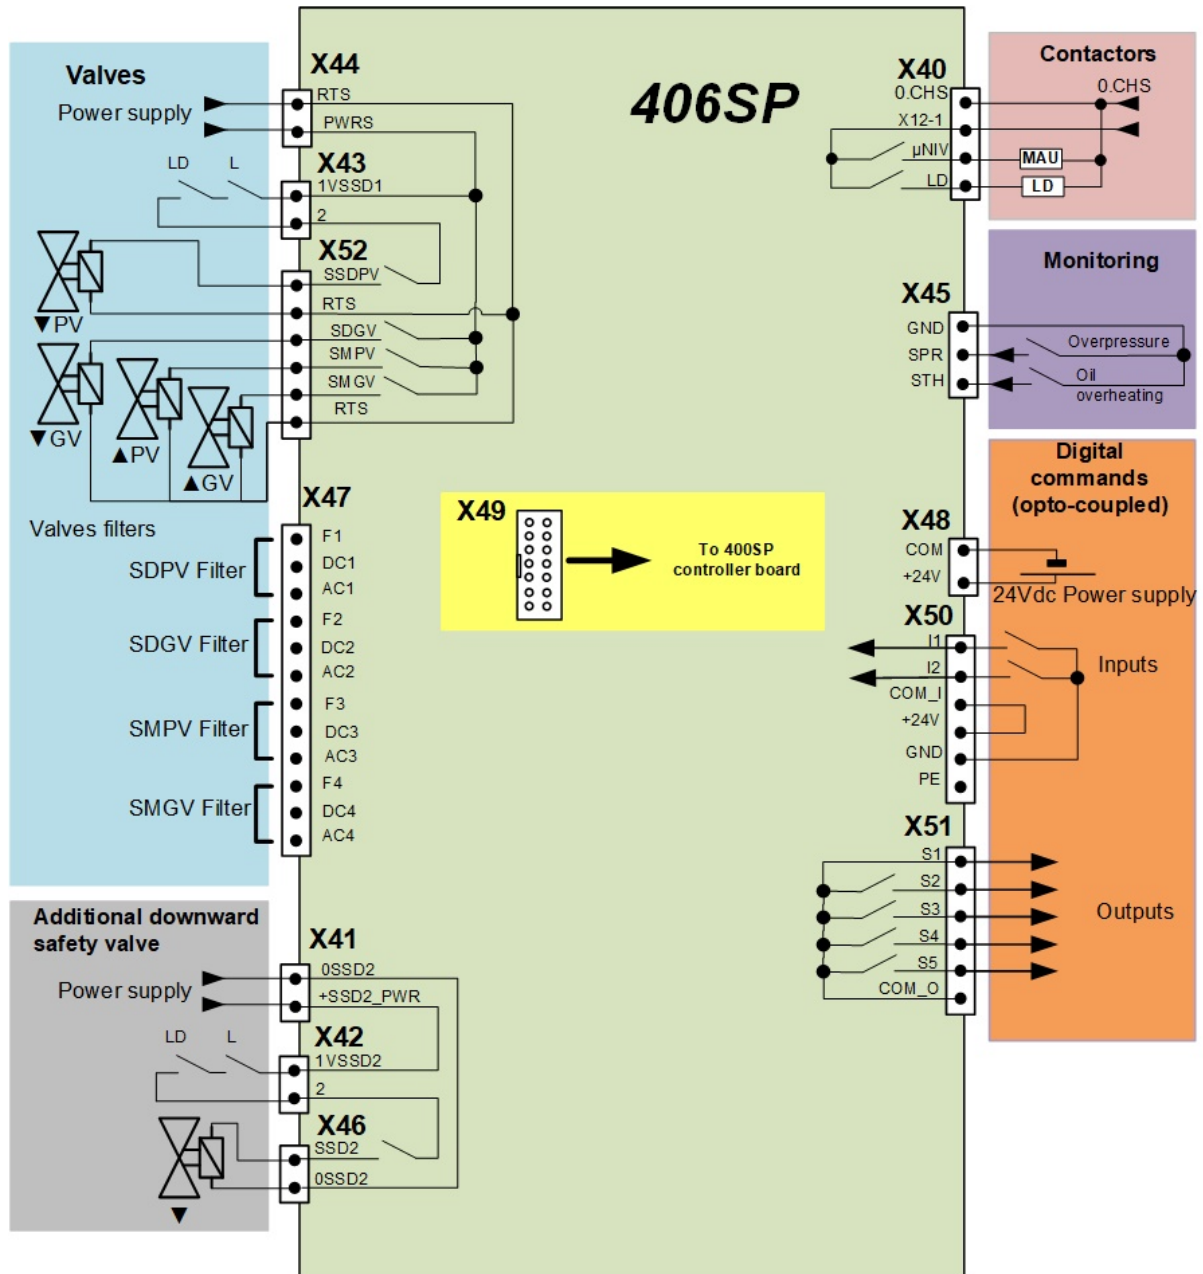 406SP
Valves
Power supply
X44
RTS
PWRS
LD L
X43
1VSSD1
2
X52
SSDPV
RTS
SDGV
SMPV
SMGV
RTS
▼PV
▼GV
▲PV
▲GV
Valves filters
X47
SDPV Filter
F1
DC1
AC1
SDGV Filter
F2
DC2
AC2
SMPV Filter
F3
DC3
AC3
SMGV Filter
F4
DC4
AC4
Additional downward
safety valve
Power supply
X41
0SSD2
+SSD2_PWR
LD L
X42
1VSSD2
2
X46
SSD2
0SSD2
▼
X49
To 400SP
controller board
Contactors
X40
0.CHS
0.CHS
X12-1
µNIV
MAU
LD
LD
Monitoring
X45
GND
SPR
STH
Overpressure
Oil
overheating
Digital
commands
(opto-coupled)
X48
COM
+24V
24Vdc Power supply
X50
I1
I2
COM_I
+24V
GND
PE
Inputs
X51
S1
S2
S3
S4
S5
COM_O
Outputs